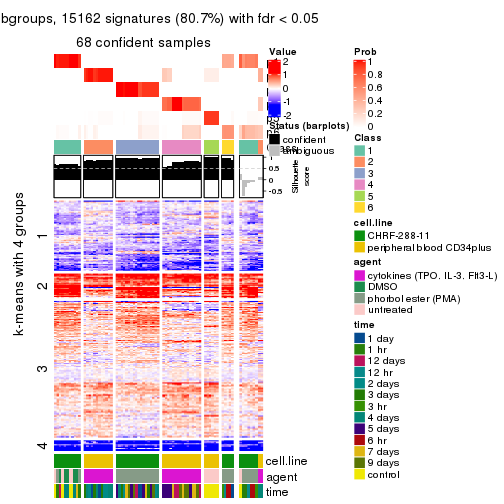 bgroups, 15162 signatures (80.7%) with fdr < 0.05
68 confident samples
k-means with 4 groups
1
2
3
4
1
0.5
0
-0.5
Silhouette
score
cell.line
agent
time
Value
2
1
0
-1
-2
Status (barplots)
confident
ambiguous
Prob
1
0.8
0.6
0.4
0.2
0
Class
1
2
3
4
5
6
cell.line
CHRF-288-11
peripheral blood CD34plus
agent
cytokines (TPO. IL-3. Flt3-L)
DMSO
phorbol ester (PMA)
untreated
time
1 day
1 hr
12 days
12 hr
2 days
3 days
3 hr
4 days
5 days
6 hr
7 days
9 days
control